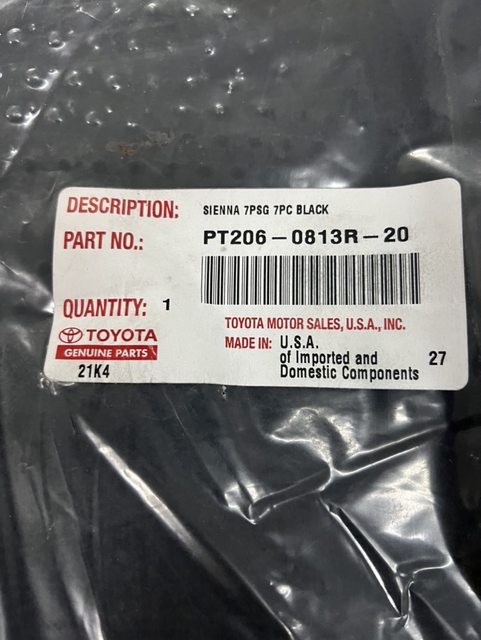 DESCRIPTION: SIENNA 7PSG 7PC BLACK
PART NO.: PT206-0813R-20
QUANTITY: 1
TOYOTA
GENUINE PARTS
21K4
TOYOTA MOTOR SALES, U.S.A., INC.
MADE IN: U.S.A.
of Imported and
Domestic Components 27